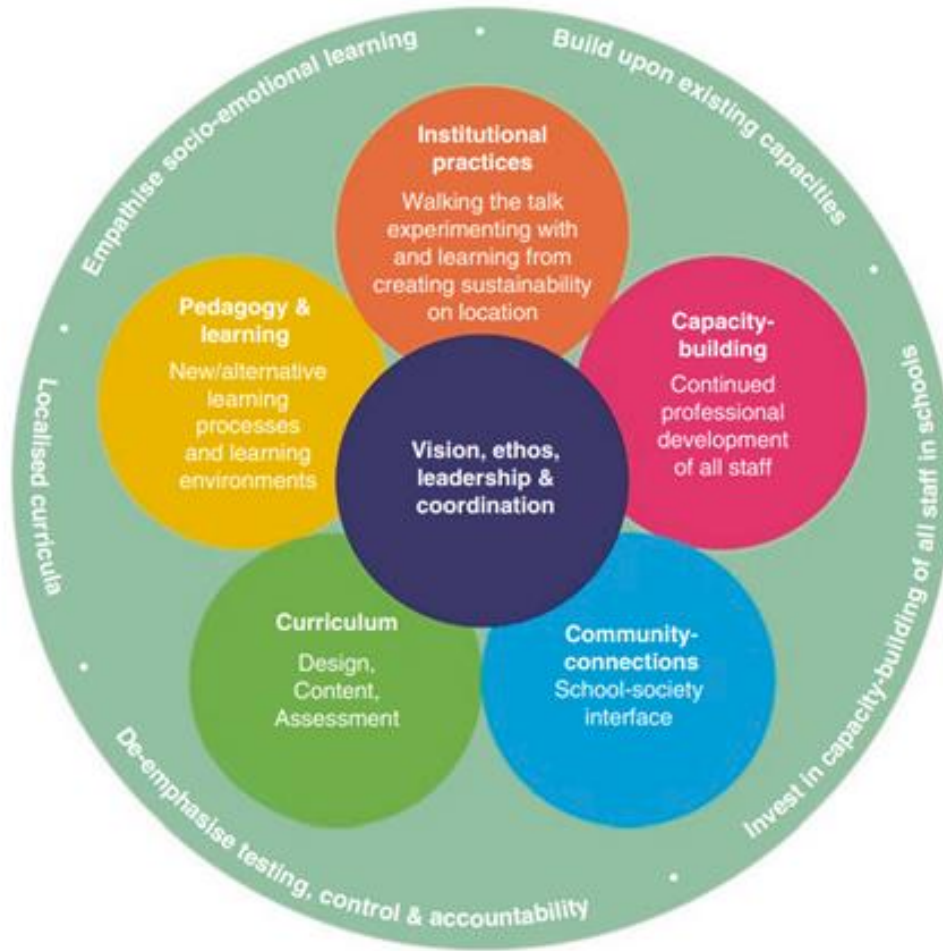 Empathise socio-emotional learning
Build upon existing capacities
Invest in capacity-building of all staff in schools
De-emphasise testing, control & accountability
Localised curricula
Institutional
practices
Walking the talk
experimenting with
and learning from
creating sustainability
on location
Pedagogy &
learning
New/alternative
learning
processes
and learning
environments
Capacity-
building
Continued
professional
development
of all staff
Vision, ethos,
leadership &
coordination
Curriculum
Design,
Content,
Assessment
Community-
connections
School-society
interface